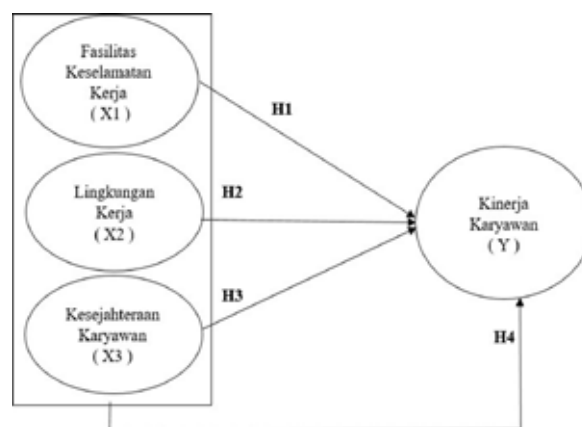 Fasilitas
Keselamatan
Kerja
( X1 )
H1
Lingkungan
Kerja
( X2 )
H2
Kinerja
Karyawan
( Y )
Kesejahteraan
Karyawan
( X3 )
H3
H4